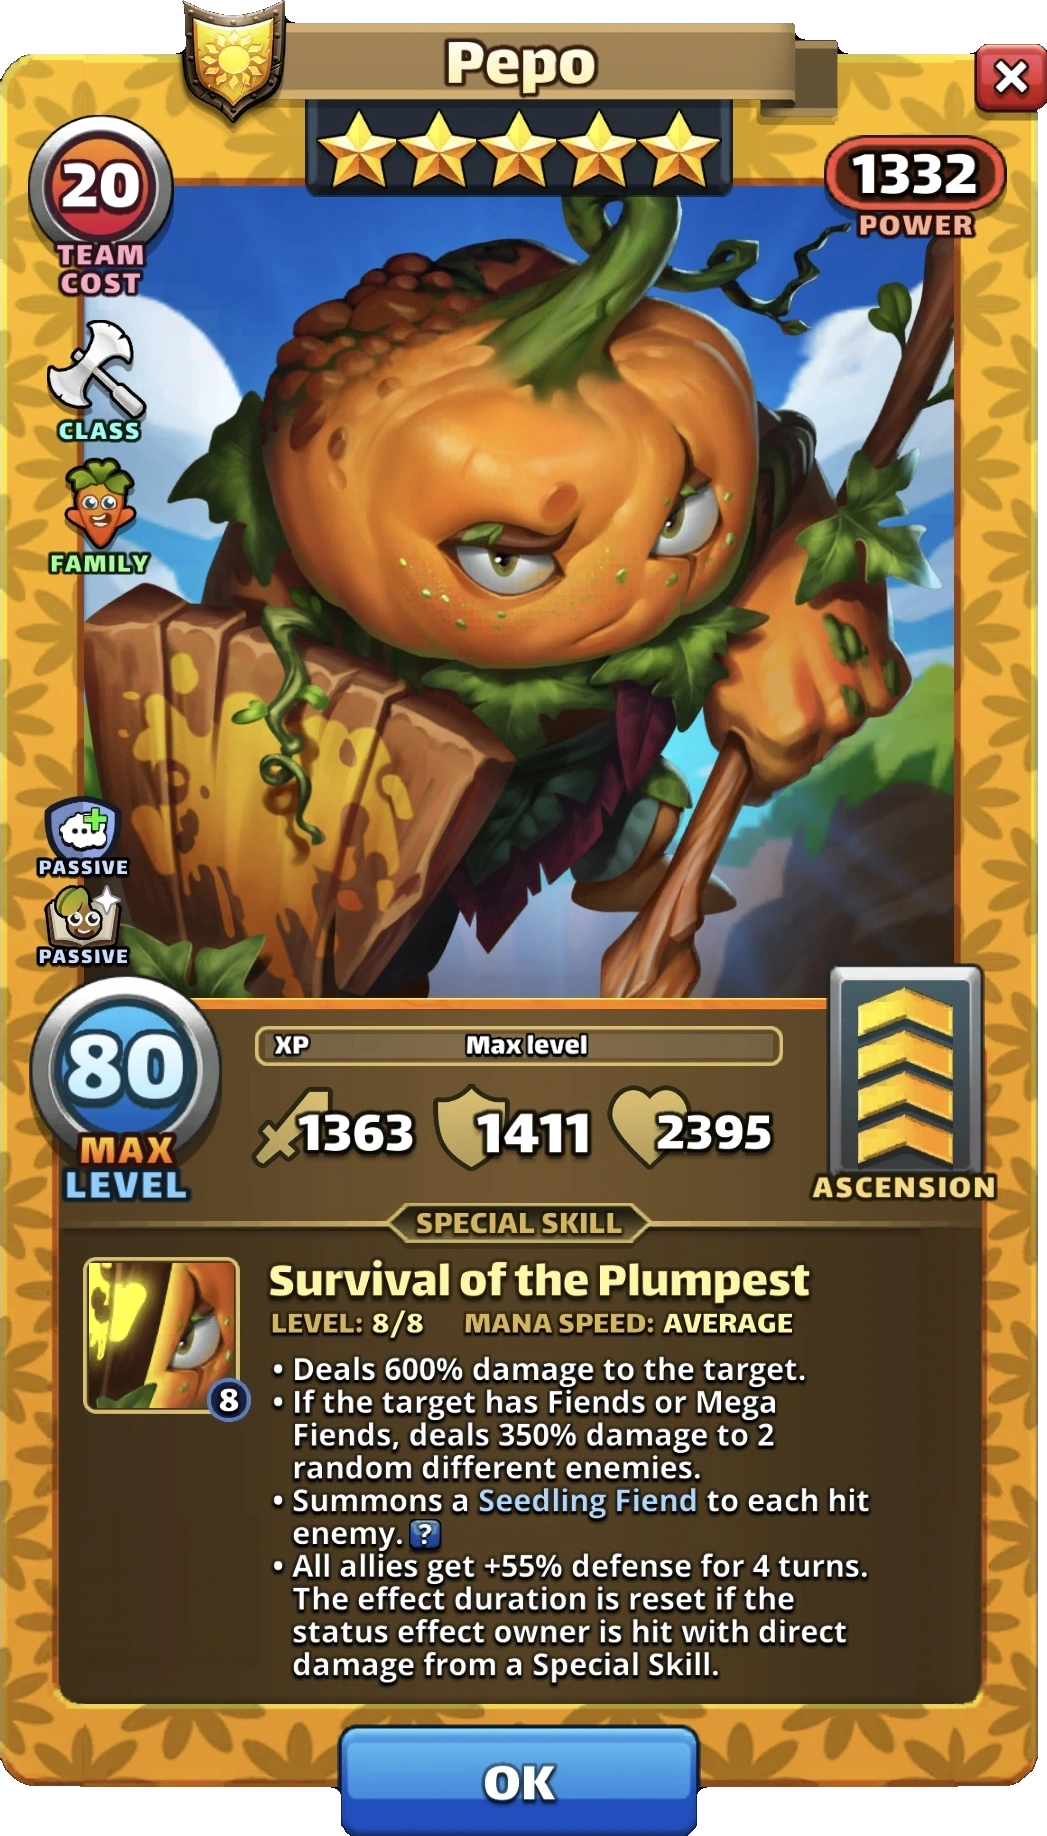 Pepo
20
TEAM
COST
1332
POWER
CLASS
FAMILY
PASSIVE
PASSIVE
80
MAX
LEVEL
XP
Max level
1363
1411
2395
ASCENSION
SPECIAL SKILL
8
Survival of the Plumpest
LEVEL: 8/8 MANA SPEED: AVERAGE
• Deals 600% damage to the target.
• If the target has Fiends or Mega
Fiends, deals 350% damage to 2
random different enemies.
• Summons a Seedling Fiend to each hit
enemy. ?
• All allies get +55% defense for 4 turns.
The effect duration is reset if the
status effect owner is hit with direct
damage from a Special Skill.
OK